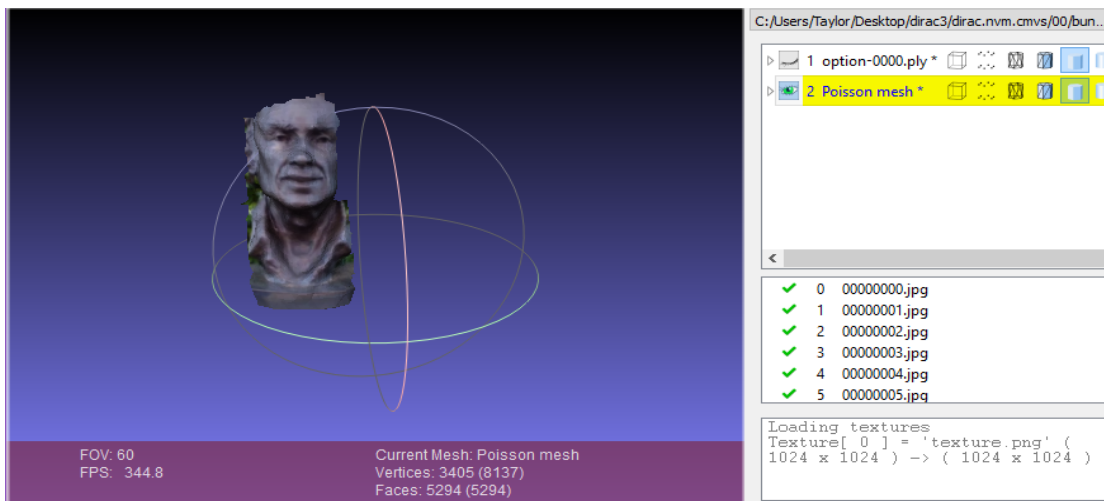 C:/Users/Taylor/Desktop/dirac3/dirac.nvm.cmvs/00/bun...
1 option-0000.ply *
2 Poisson mesh *
0 00000000.jpg
1 00000001.jpg
2 00000002.jpg
3 00000003.jpg
4 00000004.jpg
5 00000005.jpg
Loading textures
Texture[ 0 ] = 'texture.png' (
1024 x 1024 ) -> ( 1024 x 1024 )
FOV: 60
FPS: 344.8
Current Mesh: Poisson mesh
Vertices: 3405 (8137)
Faces: 5294 (5294)